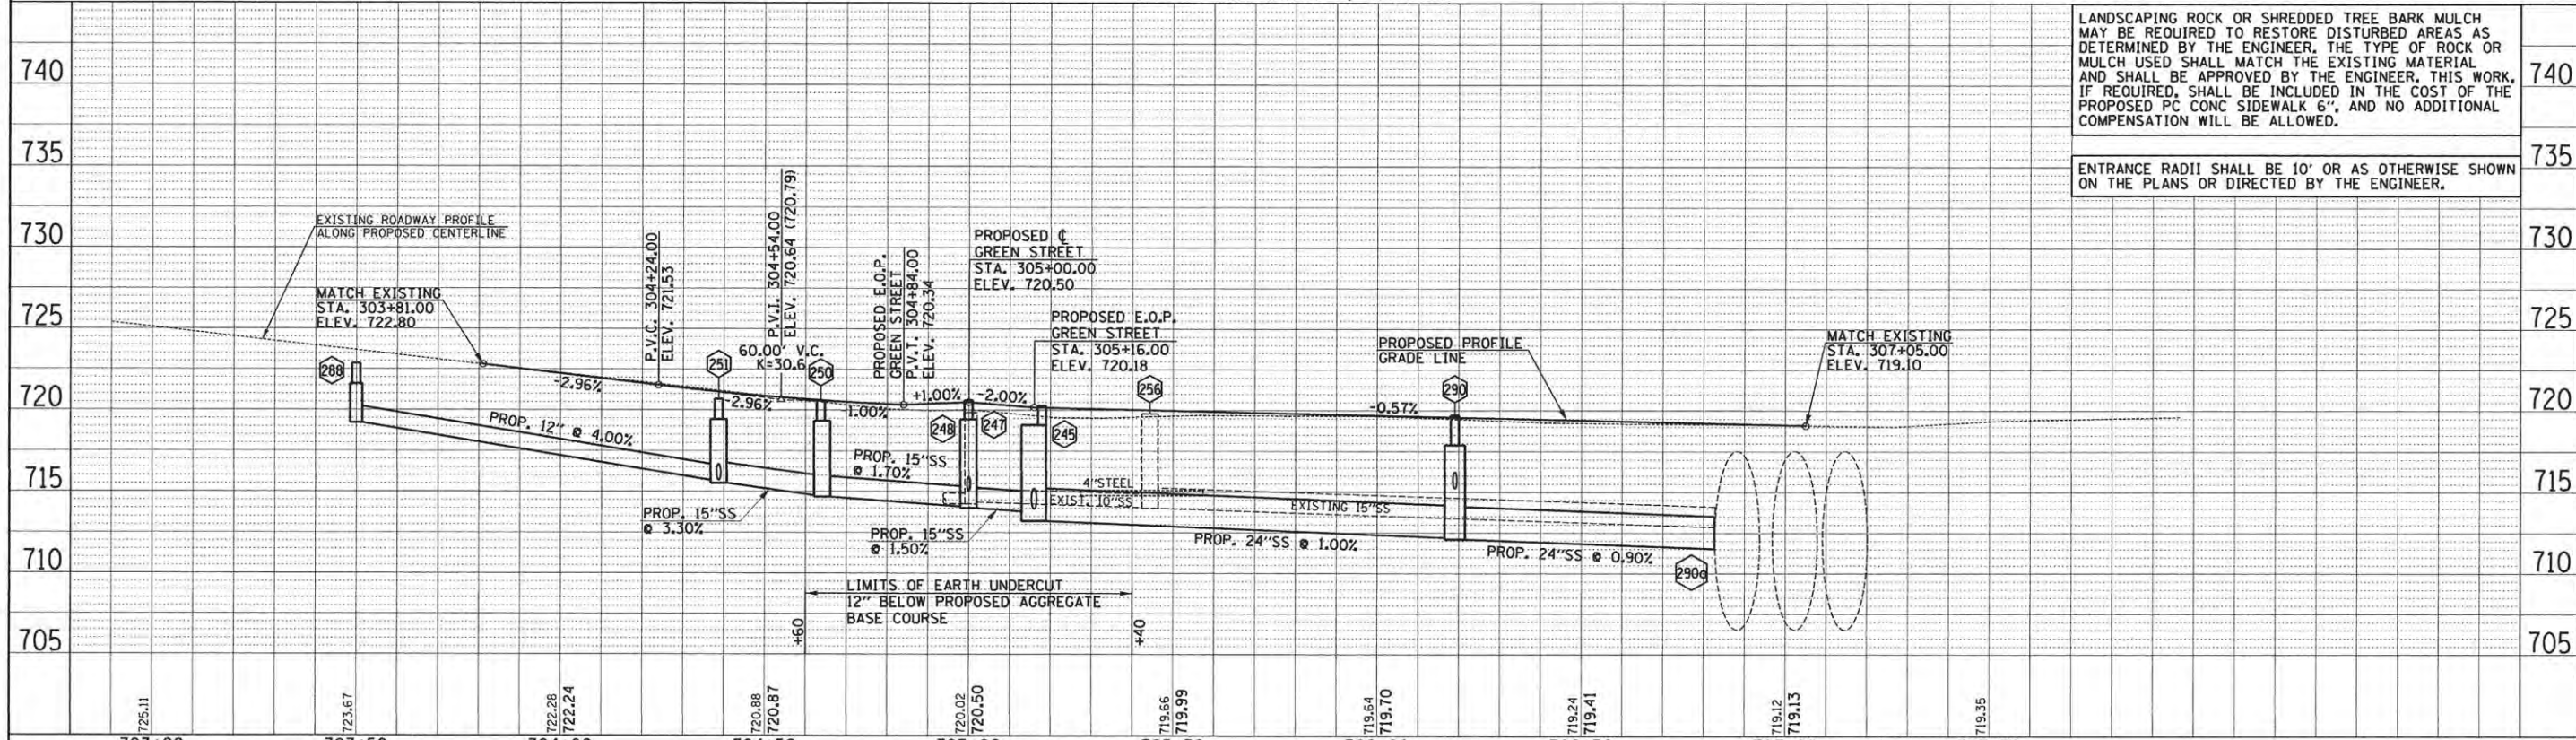 LANDSCAPING ROCK OR SHREDDED TREE BARK MULCH
MAY BE REQUIRED TO RESTORE DISTURBED AREAS AS
DETERMINED BY THE ENGINEER. THE TYPE OF ROCK OR
MULCH USED SHALL MATCH THE EXISTING MATERIAL
AND SHALL BE APPROVED BY THE ENGINEER. THIS WORK,
IF REQUIRED, SHALL BE INCLUDED IN THE COST OF THE
PROPOSED PC CONC SIDEWALK 6", AND NO ADDITIONAL
COMPENSATION WILL BE ALLOWED.
ENTRANCE RADII SHALL BE 10' OR AS OTHERWISE SHOWN
ON THE PLANS OR DIRECTED BY THE ENGINEER.
740
740
735
735
730
730
725
725
720
720
715
715
710
710
705
705
EXISTING ROADWAY PROFILE
ALONG PROPOSED CENTERLINE
MATCH EXISTING
STA. 303+81.00
ELEV. 722.80
P.V.C. 304+24.00
ELEV. 721.53
P.V.I. 304+54.00
ELEV. 720.64 (720.79)
60.00' V.C.
K=30.6
PROPOSED E.O.P.
GREEN STREET
P.V.T. 304+84.00
ELEV. 720.34
PROPOSED ℄
GREEN STREET
STA. 305+00.00
ELEV. 720.50
PROPOSED E.O.P.
GREEN STREET
STA. 305+16.00
ELEV. 720.18
PROPOSED PROFILE
GRADE LINE
MATCH EXISTING
STA. 307+05.00
ELEV. 719.10
288
251
250
248
247
245
256
290
290a
-2.96%
-2.96%
-1.00%
+1.00%
-2.00%
-0.57%
PROP. 12" @ 4.00%
PROP. 15"SS
@ 3.30%
PROP. 15"SS
@ 1.70%
PROP. 15"SS
@ 1.50%
4"STEEL
EXIST. 10"SS
EXISTING 15"SS
PROP. 24"SS @ 1.00%
PROP. 24"SS @ 0.90%
LIMITS OF EARTH UNDERCUT
12" BELOW PROPOSED AGGREGATE
BASE COURSE
+60
+40
725.11
723.67
722.28
722.24
720.88
720.87
720.02
720.50
719.66
719.99
719.64
719.70
719.24
719.41
719.12
719.13
719.35